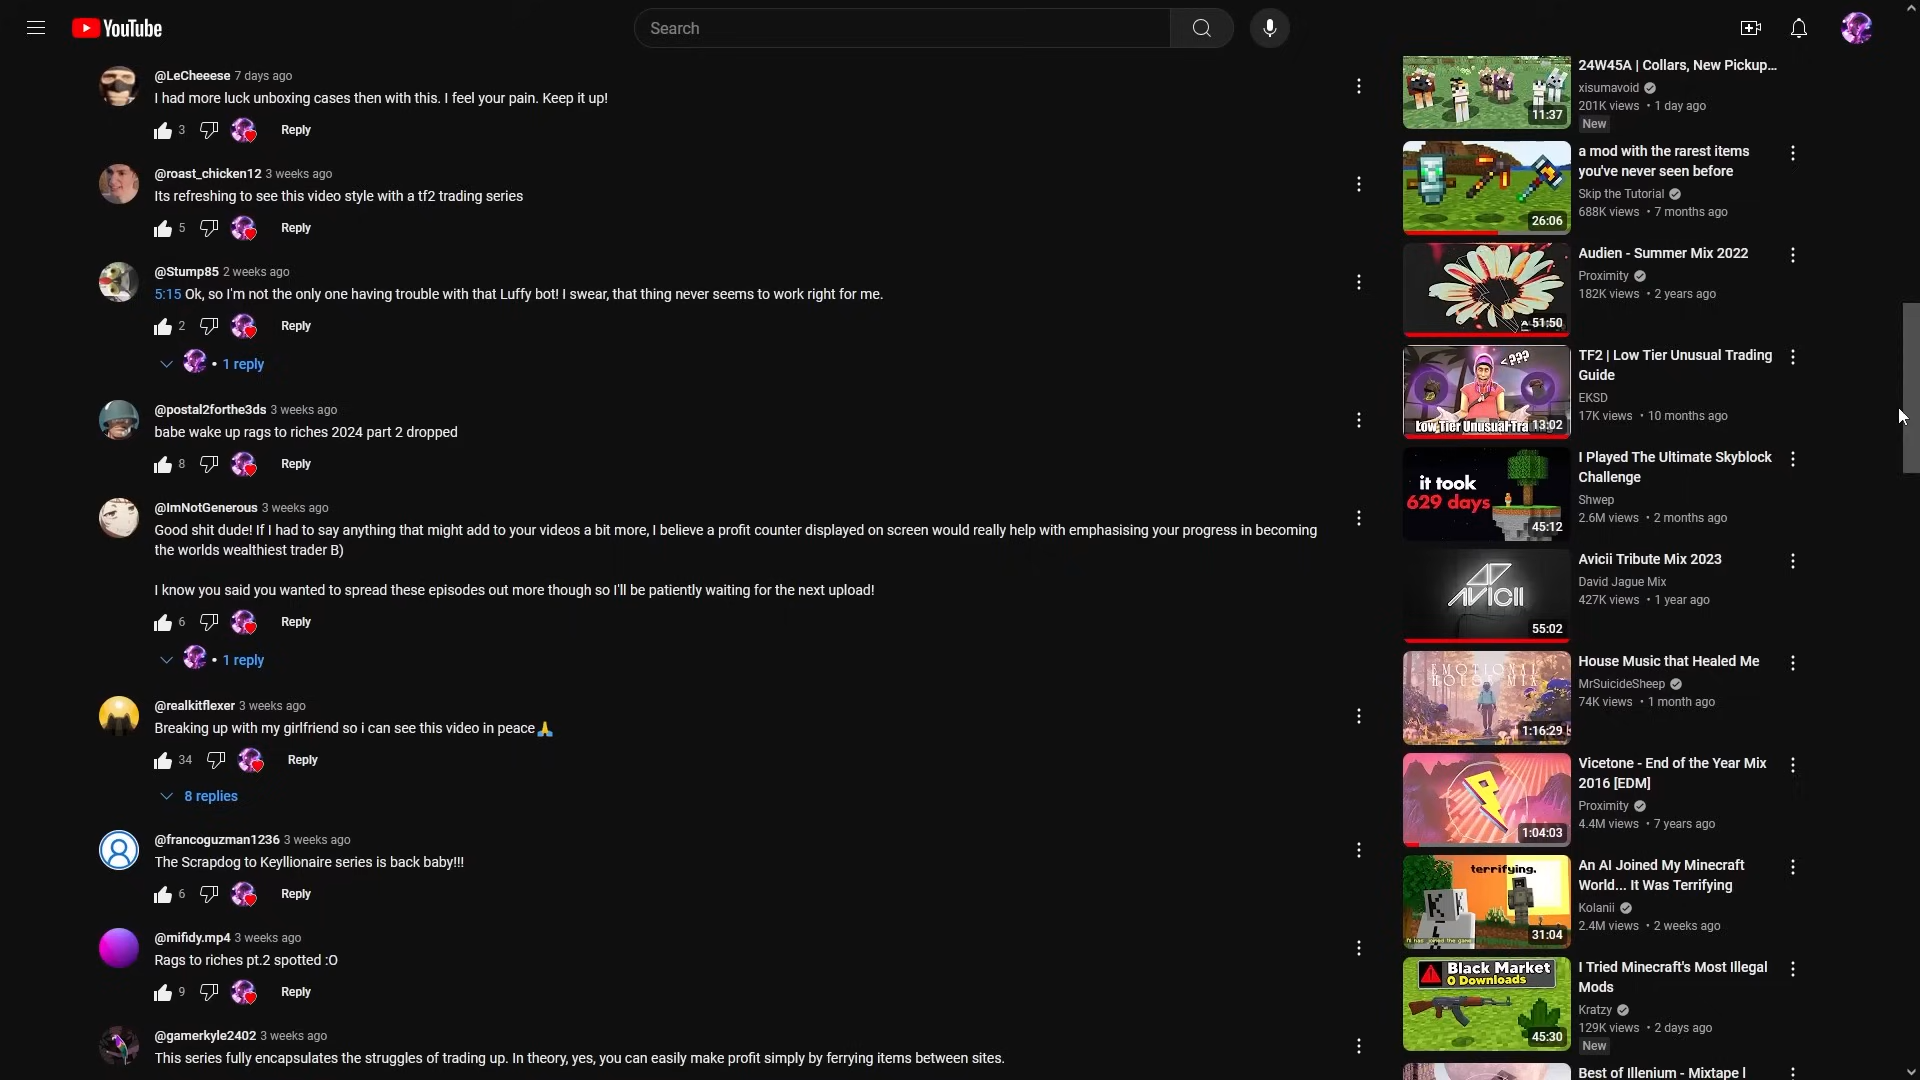 YouTube
Search
@LeCheeese 7 days ago
I had more luck unboxing cases then with this. I feel your pain. Keep it up!
3 Reply
@roast_chicken12 3 weeks ago
Its refreshing to see this video style with a tf2 trading series
5 Reply
@Stump85 2 weeks ago
5:15 Ok, so I'm not the only one having trouble with that Luffy bot! I swear, that thing never seems to work right for me.
2 Reply
• 1 reply
@postal2forthe3ds 3 weeks ago
babe wake up rags to riches 2024 part 2 dropped
8 Reply
@ImNotGenerous 3 weeks ago
Good shit dude! If I had to say anything that might add to your videos a bit more, I believe a profit counter displayed on screen would really help with emphasising your progress in becoming
the worlds wealthiest trader B)
I know you said you wanted to spread these episodes out more though so I'll be patiently waiting for the next upload!
6 Reply
• 1 reply
@realkitflexer 3 weeks ago
Breaking up with my girlfriend so i can see this video in peace🙏
34 Reply
8 replies
@francoguzman1236 3 weeks ago
The Scrapdog to Keyllionaire series is back baby!!!
6 Reply
@mifidy.mp4 3 weeks ago
Rags to riches pt.2 spotted :O
9 Reply
@gamerkyle2402 3 weeks ago
This series fully encapsulates the struggles of trading up. In theory, yes, you can easily make profit simply by ferrying items between sites.
11:37
24W45A | Collars, New Pickup...
xisumavoid
201K views • 1 day ago
New
26:06
a mod with the rarest items
you've never seen before
Skip the Tutorial
688K views • 7 months ago
51:50
Audien - Summer Mix 2022
Proximity
182K views • 2 years ago
<???
Low Tier Unusual Tra
13:02
TF2 | Low Tier Unusual Trading
Guide
EKSD
17K views • 10 months ago
it took
629 days
45:12
I Played The Ultimate Skyblock
Challenge
Shwep
2.6M views • 2 months ago
AVICII
55:02
Avicii Tribute Mix 2023
David Jague Mix
427K views • 1 year ago
EMOTIONAL
HOUSE MIX
1:16:29
House Music that Healed Me
MrSuicideSheep
74K views • 1 month ago
1:04:03
Vicetone - End of the Year Mix
2016 [EDM]
Proximity
4.4M views • 7 years ago
terrifying.
31:04
An AI Joined My Minecraft
World... It Was Terrifying
Kolanii
2.4M views • 2 weeks ago
Black Market
0 Downloads
45:30
I Tried Minecraft's Most Illegal
Mods
Kratzy
129K views • 2 days ago
New
Best of Illenium - Mixtape |